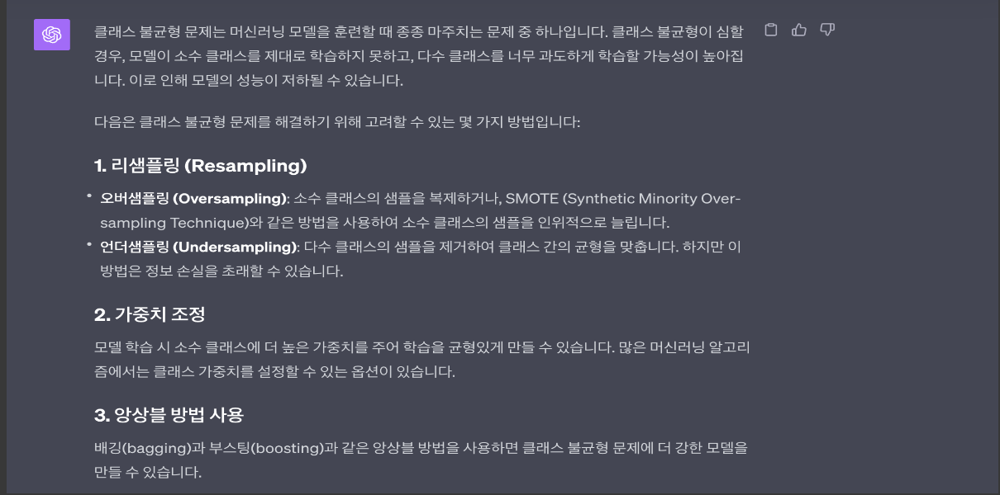 클래스 불균형 문제는 머신러닝 모델을 훈련할 때 종종 마주치는 문제 중 하나입니다. 클래스 불균형이 심할
경우, 모델이 소수 클래스를 제대로 학습하지 못하고, 다수 클래스를 너무 과도하게 학습할 가능성이 높아집
니다. 이로 인해 모델의 성능이 저하될 수 있습니다.
다음은 클래스 불균형 문제를 해결하기 위해 고려할 수 있는 몇 가지 방법입니다:
1. 리샘플링 (Resampling)
• 오버샘플링 (Oversampling): 소수 클래스의 샘플을 복제하거나, SMOTE (Synthetic Minority Over-
sampling Technique)와 같은 방법을 사용하여 소수 클래스의 샘플을 인위적으로 늘립니다.
• 언더샘플링 (Undersampling): 다수 클래스의 샘플을 제거하여 클래스 간의 균형을 맞춥니다. 하지만 이
방법은 정보 손실을 초래할 수 있습니다.
2. 가중치 조정
모델 학습 시 소수 클래스에 더 높은 가중치를 주어 학습을 균형있게 만들 수 있습니다. 많은 머신러닝 알고리
즘에서는 클래스 가중치를 설정할 수 있는 옵션이 있습니다.
3. 앙상블 방법 사용
배깅(bagging)과 부스팅(boosting)과 같은 앙상블 방법을 사용하면 클래스 불균형 문제에 더 강한 모델을
만들 수 있습니다.